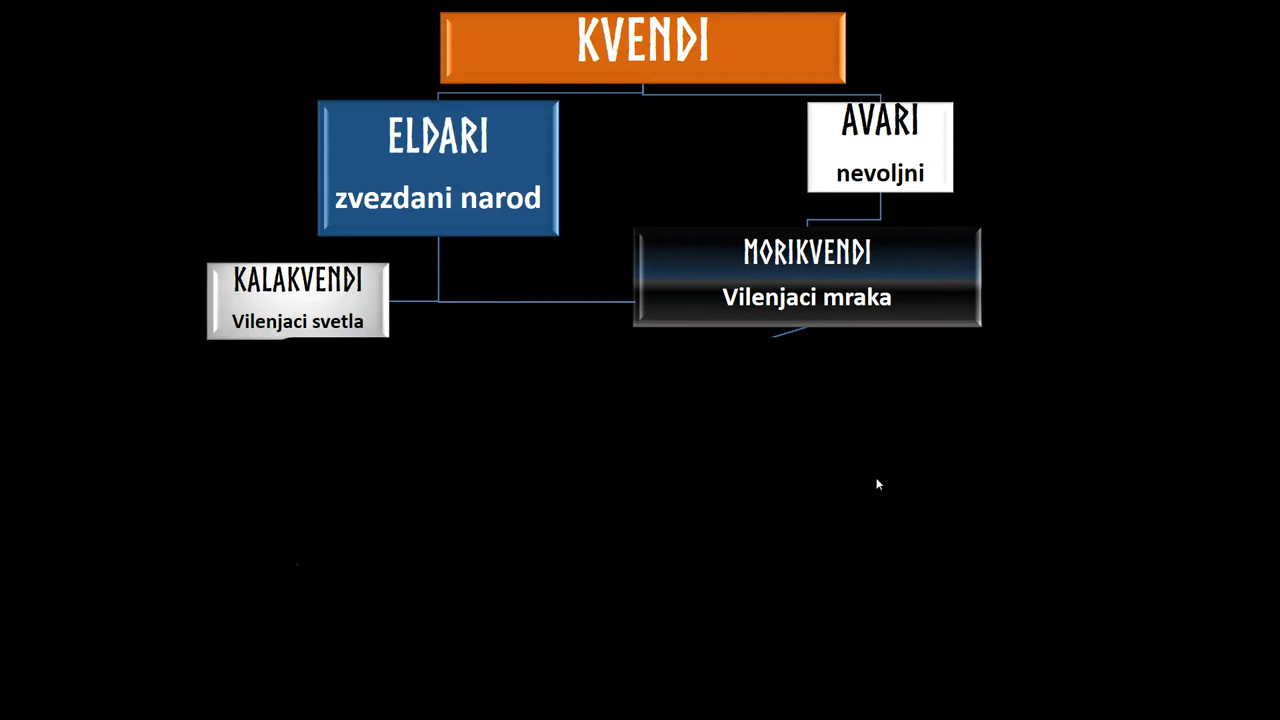 KVENDI
ELDARI
zvezdani narod
AVARI
nevoljni
KALAKVENDI
Vilenjaci svetla
MORIKVENDI
Vilenjaci mraka